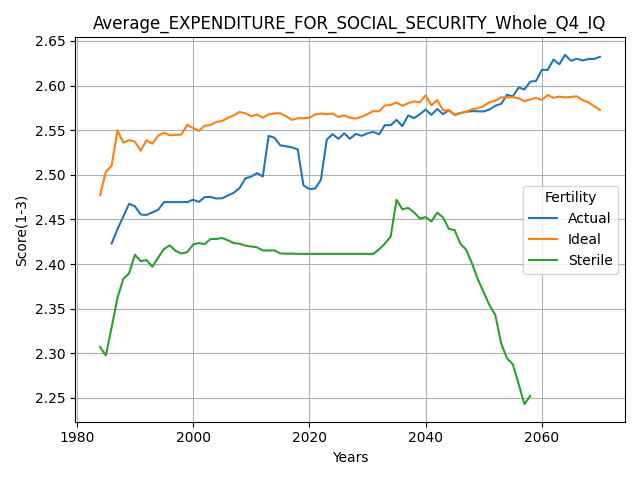 Average_EXPENDITURE_FOR_SOCIAL_SECURITY_Whole_Q4_IQ
2.65
2.60
2.55
2.50
2.45
2.40
2.35
2.30
2.25
Score(1-3)
Fertility
Actual
Ideal
Sterile
1980 2000 2020 2040 2060
Years